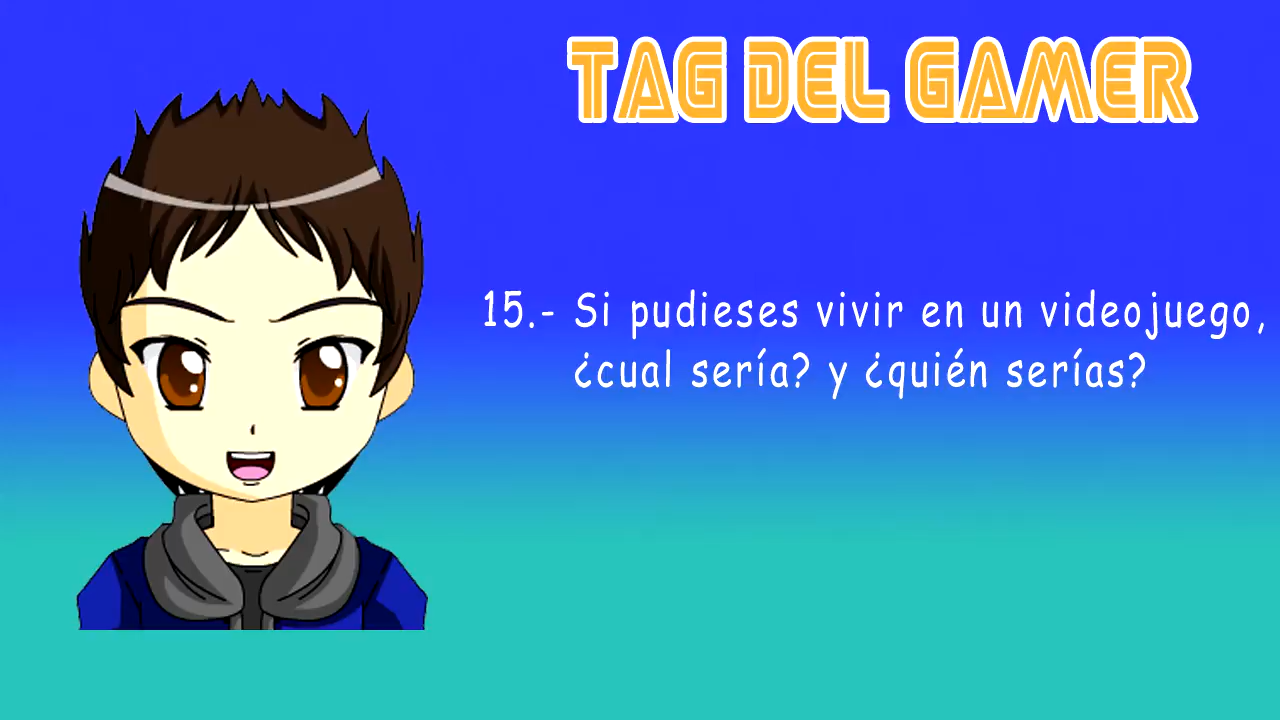 TAG DEL GAMER
15.- Si pudieses vivir en un videojuego,
¿cual sería? y ¿quién serías?